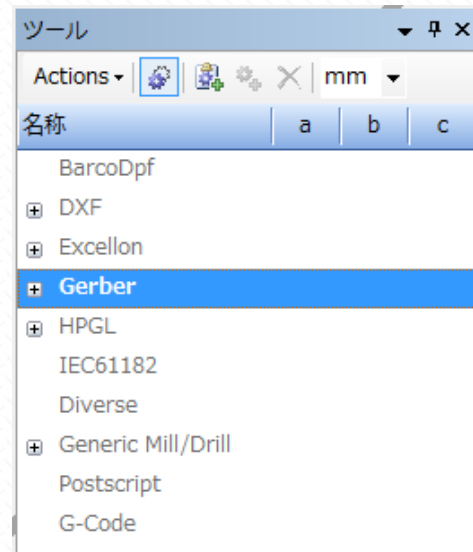 ツール
Actions mm
名称 a b c
BarcoDpf
DXF
Excellon
Gerber
HPGL
IEC61182
Diverse
Generic Mill/Drill
Postscript
G-Code